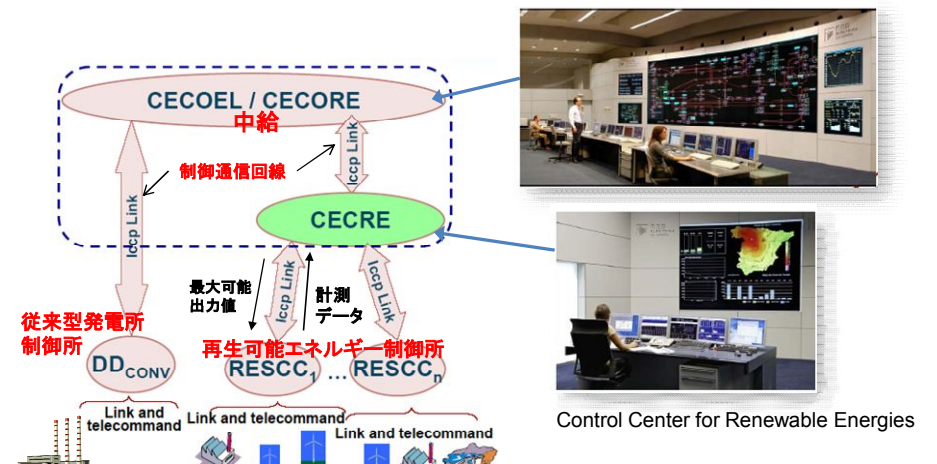 CECOEL / CECORE
中給
Iccp Link
制御通信回線
Iccp Link
CECRE
最大可能
出力値
Iccp Link
計測
データ
Iccp Link
従来型発電所
制御所
再生可能エネルギー制御所
DDCONV
RESCC1 ... RESCCn
Link and
telecommand
Link and telecommand
Link and telecommand
Control Center for Renewable Energies